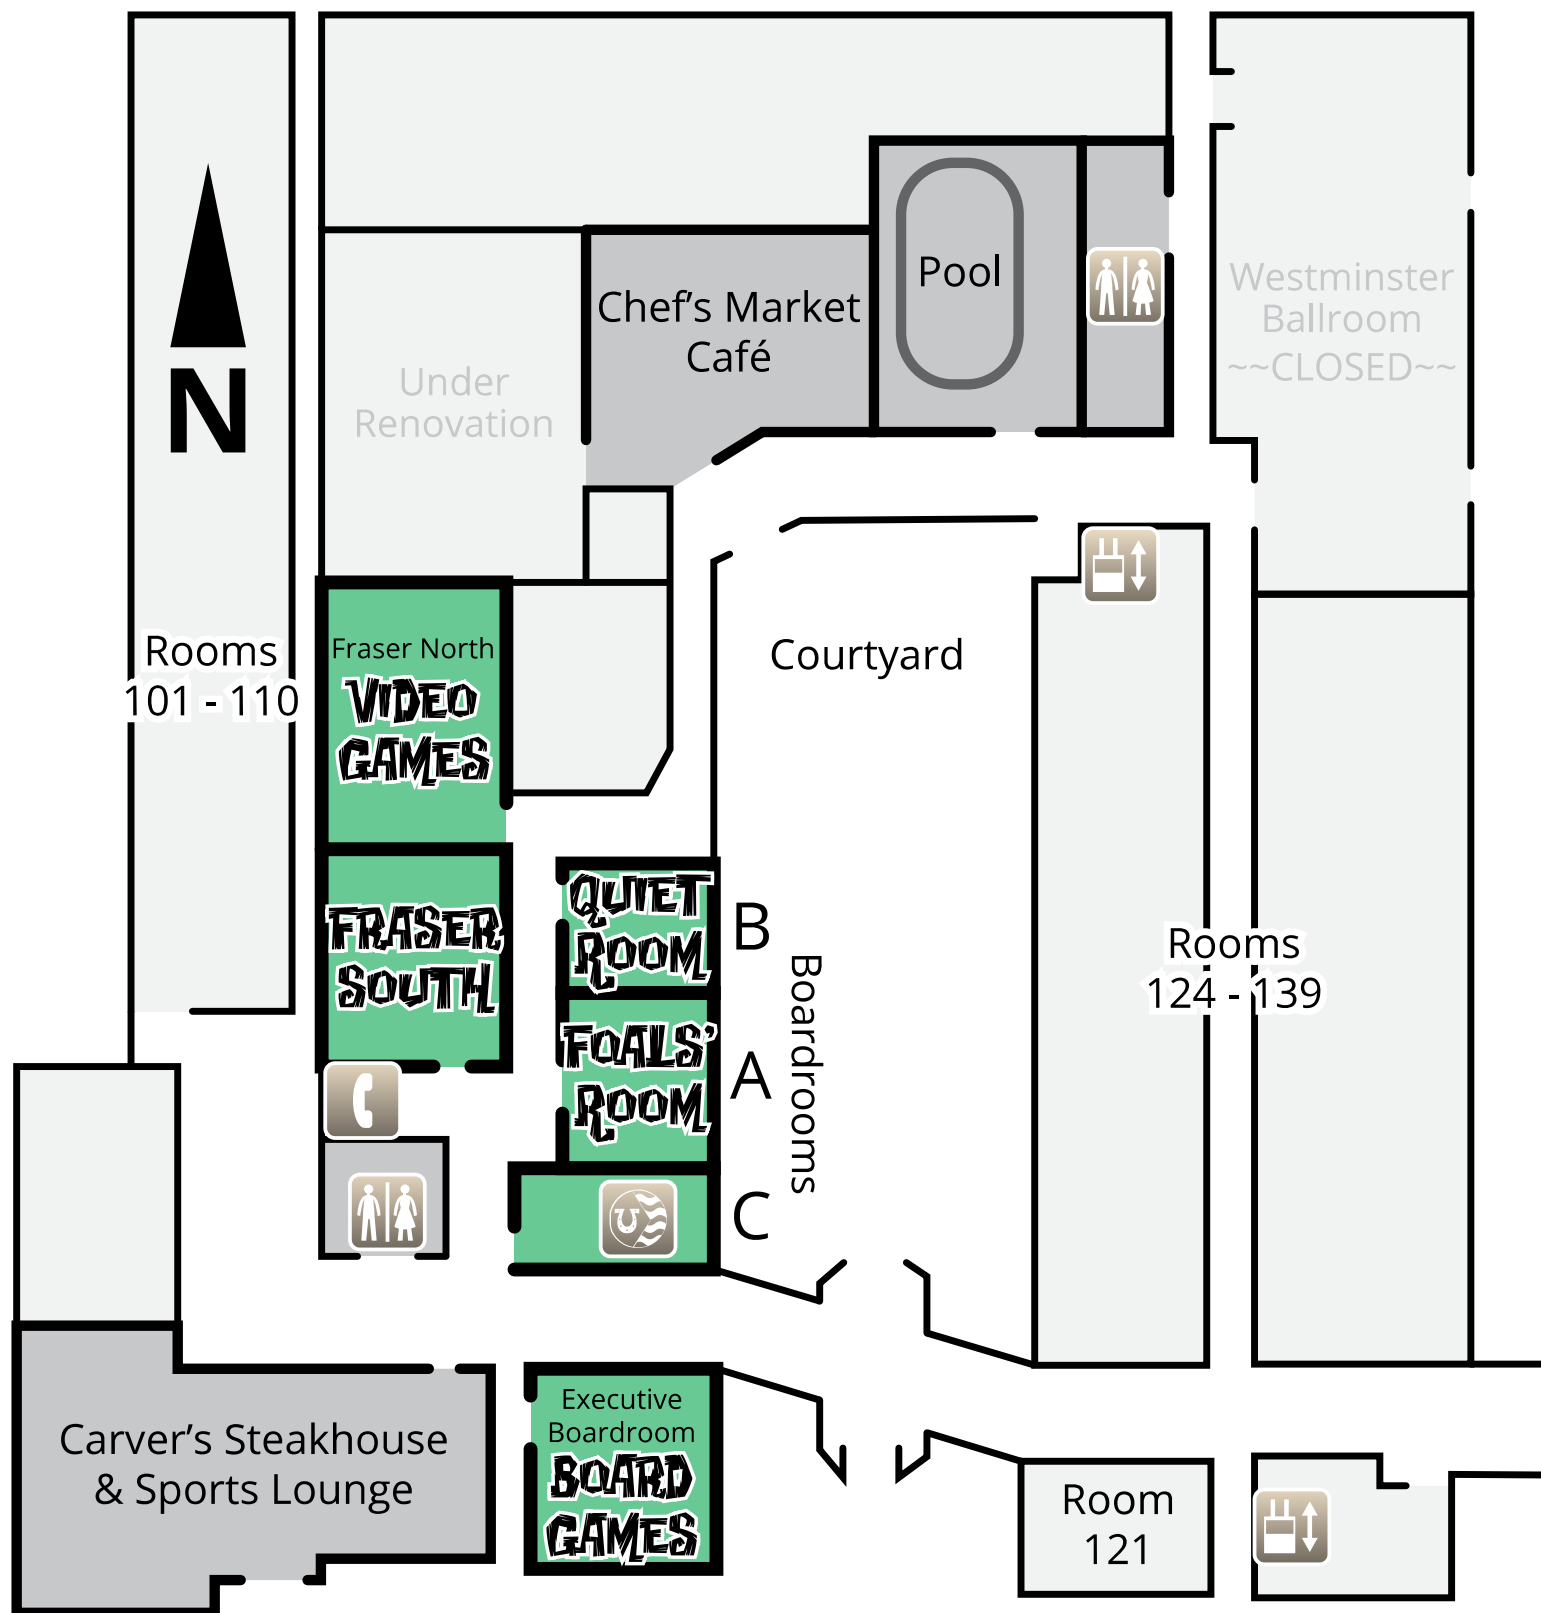 N
Chef's Market
Café
Pool
Westminster
Ballroom
~~CLOSED~~
Under
Renovation
Rooms
101 - 110
Fraser North
VIDEO
GAMES
Courtyard
FRASER
SOUTH
QUIET
ROOM
B
FOALS'
ROOM
A
Boardrooms
C
Rooms
124 - 139
Carver's Steakhouse
& Sports Lounge
Executive
Boardroom
BOARD
GAMES
Room
121